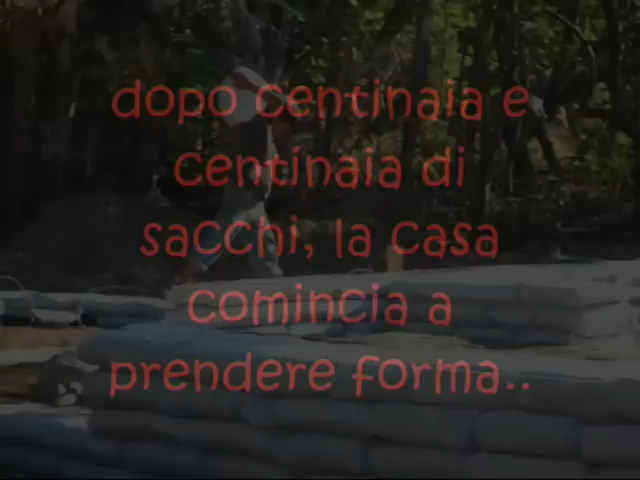 dopo centinaia e
centinaia di
sacchi, la casa
comincia a
prendere forma..